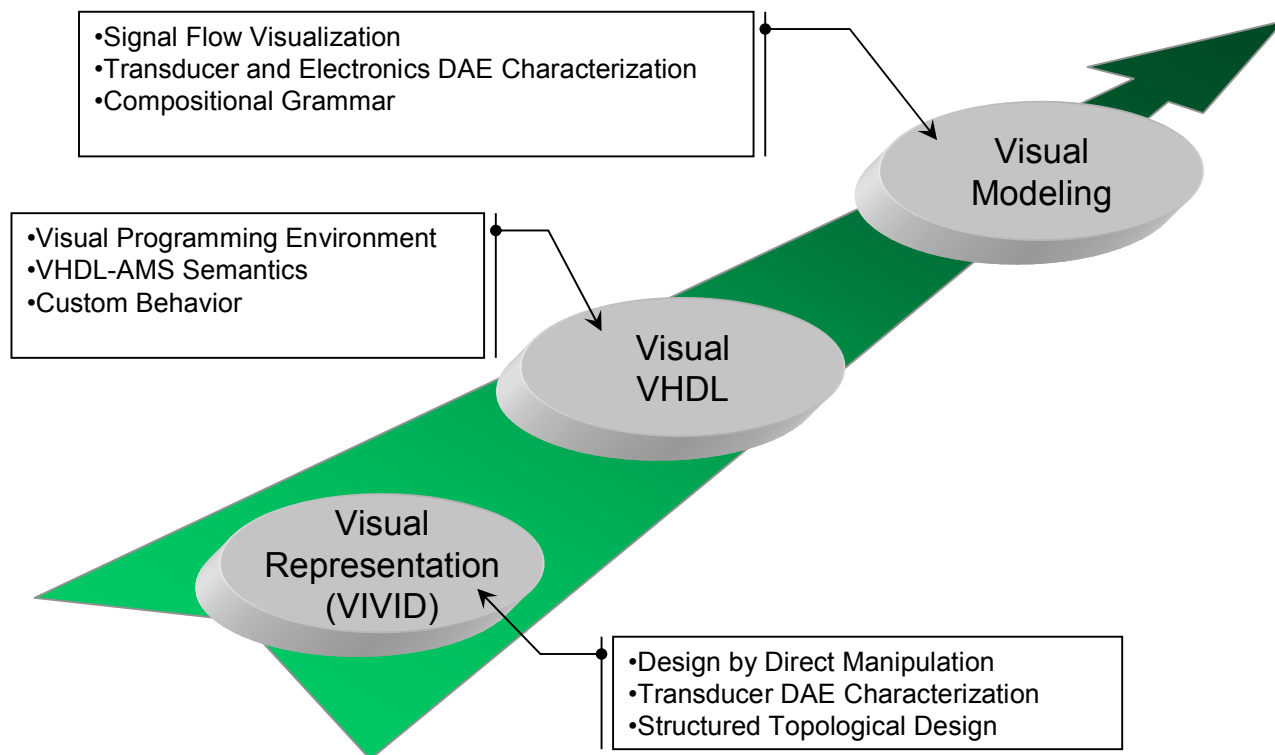 •Signal Flow Visualization
•Transducer and Electronics DAE Characterization
•Compositional Grammar
Visual
Modeling
•Visual Programming Environment
•VHDL-AMS Semantics
•Custom Behavior
Visual
VHDL
Visual
Representation
(VIVID)
•Design by Direct Manipulation
•Transducer DAE Characterization
•Structured Topological Design